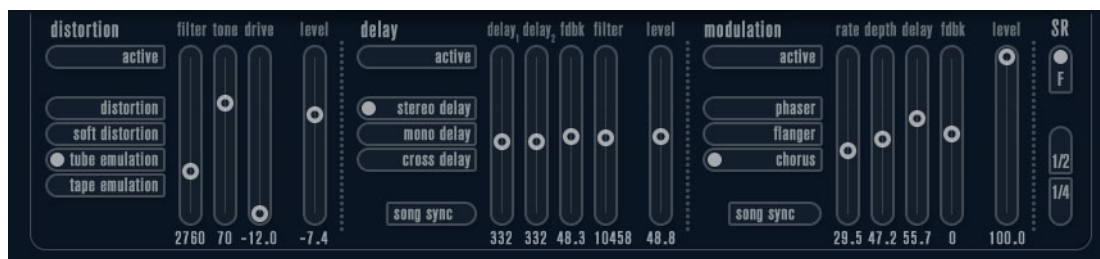 distortion filter tone drive level delay delay1 delay2 fdbk filter level modulation rate depth delay fdbk level SR
active active active
F
distortion stereo delay phaser
soft distortion mono delay flanger
tube emulation cross delay chorus 1/2
tape emulation 1/4
song sync song sync
2760 70 -12.0 -7.4 332 332 48.3 10458 48.8 29.5 47.2 55.7 0 100.0